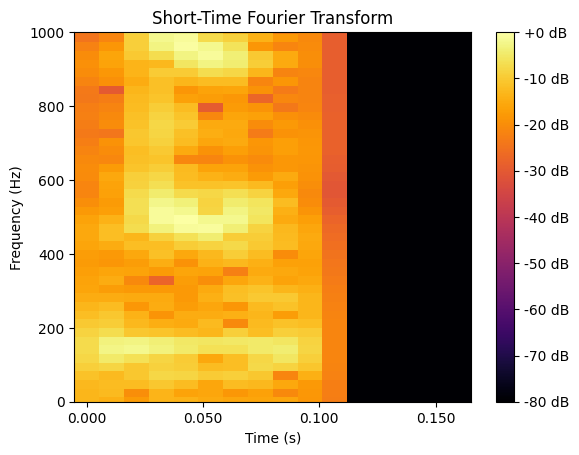 Short-Time Fourier Transform
1000
800
600
400
200
0
Frequency (Hz)
0.000
0.050
0.100
0.150
Time (s)
+0 dB
-10 dB
-20 dB
-30 dB
-40 dB
-50 dB
-60 dB
-70 dB
-80 dB